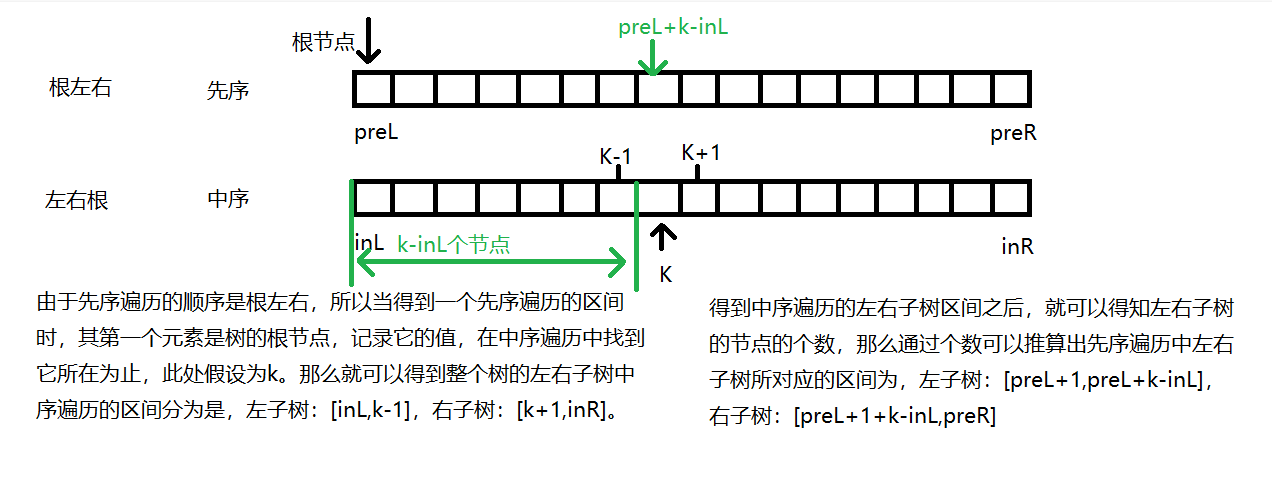 preL+k-inL
根节点
根左右 先序
preL preR
K-1 K+1
左右根 中序
inL k-inL个节点 inR
K
由于先序遍历的顺序是根左右，所以当得到一个先序遍历的区间
时，其第一个元素是树的根节点，记录它的值，在中序遍历中找到
它所在为止，此处假设为k。那么就可以得到整个树的左右子树中
序遍历的区间分为是，左子树：[inL,k-1]，右子树：[k+1,inR]。
得到中序遍历的左右子树区间之后，就可以得知左右子树
的节点的个数，那么通过个数可以推算出先序遍历中左右
子树所对应的区间为，左子树：[preL+1,preL+k-inL]，
右子树：[preL+1+k-inL,preR]